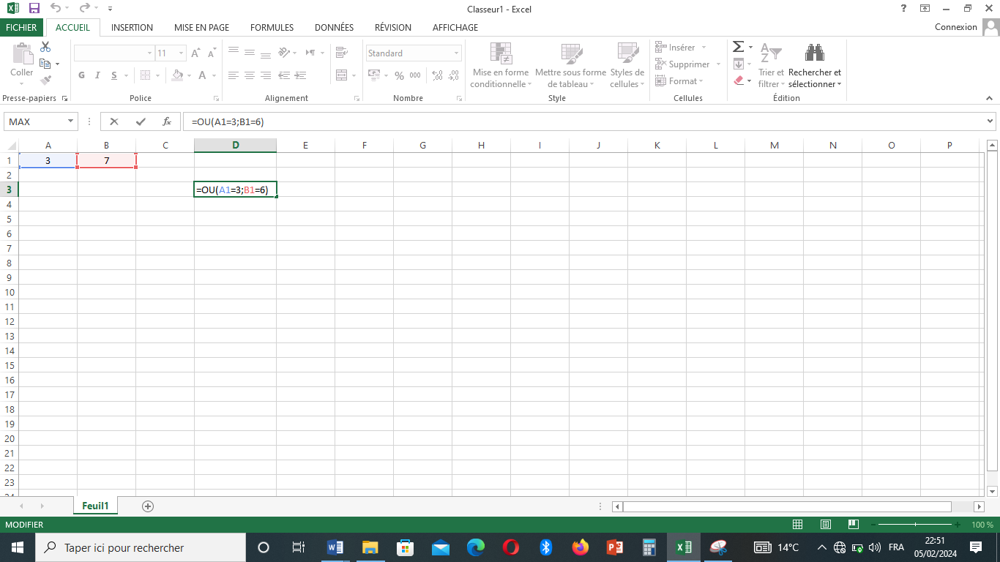 Classeur1 - Excel
?
FICHIER ACCUEIL INSERTION MISE EN PAGE FORMULES DONNÉES RÉVISION AFFICHAGE Connexion
Coller
Presse-papiers
11
G I S A
Police
Alignement
Standard
% 000
Nombre
Mise en forme conditionnelle
Mettre sous forme de tableau
Styles de cellules
Style
Insérer
Supprimer
Format
Cellules
Trier et filtrer
Rechercher et sélectionner
Édition
MAX fx =OU(A1=3;B1=6)
A B C D E F G H I J K L M N O P
1 3 7
2
3 =OU(A1=3;B1=6)
4
5
6
7
8
9
10
11
12
13
14
15
16
17
18
19
20
21
22
23
24
Feuil1
MODIFIER 100 %
Taper ici pour rechercher 14°C FRA 22:51
05/02/2024